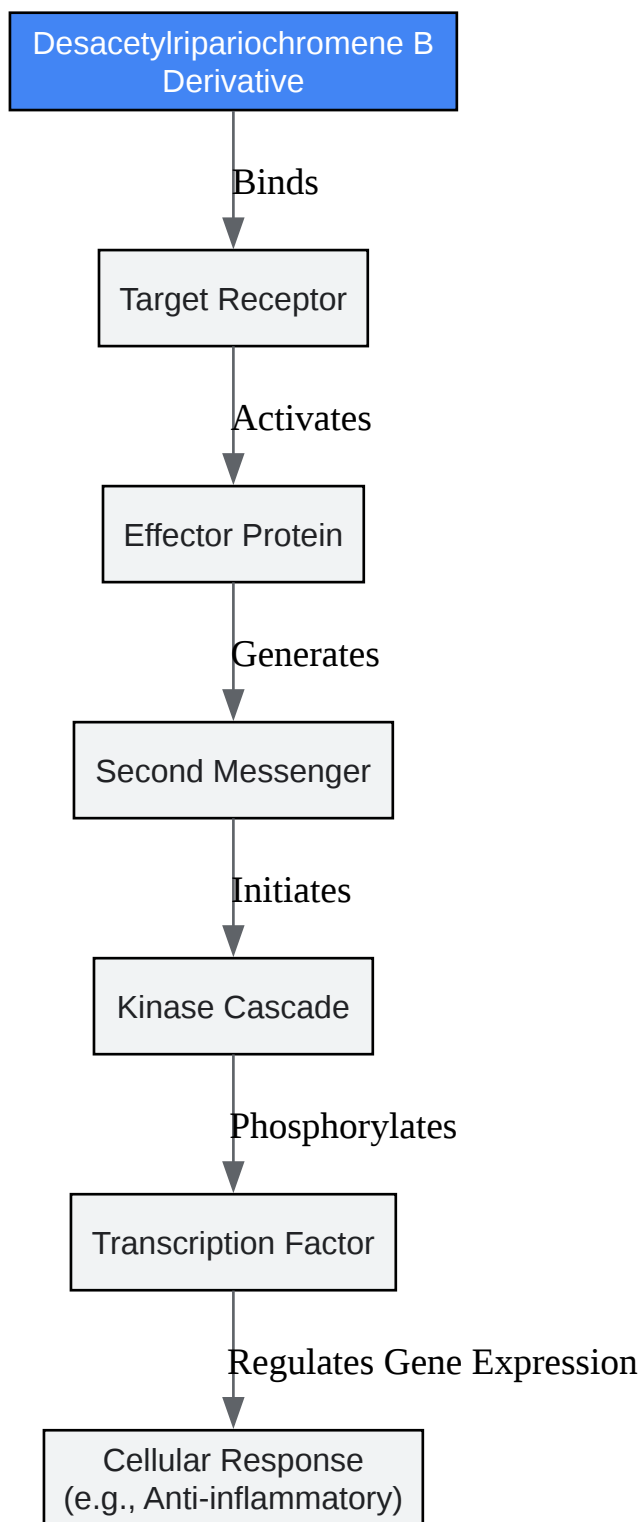 Desacetylripariochromene B
Derivative
Binds
Target Receptor
Activates
Effector Protein
Generates
Second Messenger
Initiates
Kinase Cascade
Phosphorylates
Transcription Factor
Regulates Gene Expression
Cellular Response
(e.g., Anti-inflammatory)